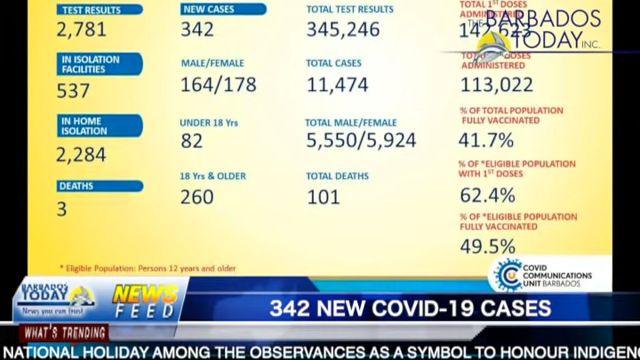 TEST RESULTS
2,781
NEW CASES
342
TOTAL TEST RESULTS
345,246
TOTAL 1ST DOSES
ADMINISTERED
THE BARBADOS
TODAY INC.
IN ISOLATION
FACILITIES
537
MALE/FEMALE
164/178
TOTAL CASES
11,474
ADMINISTERED
113,022
IN HOME
ISOLATION
2,284
UNDER 18 Yrs
82
TOTAL MALE/FEMALE
5,550/5,924
% OF TOTAL POPULATION
FULLY VACCINATED
41.7%
DEATHS
3
18 Yrs & OLDER
260
TOTAL DEATHS
101
% OF *ELIGIBLE POPULATION
WITH 1ST DOSES
62.4%
% OF *ELIGIBLE POPULATION
FULLY VACCINATED
49.5%
* Eligible Population: Persons 12 years and older
COVID
COMMUNICATIONS
UNIT BARBADOS
BARBADOS
TODAY
News you can trust
NEWS
FEED
342 NEW COVID-19 CASES
WHAT'S TRENDING
NATIONAL HOLIDAY AMONG THE OBSERVANCES AS A SYMBOL TO HONOUR INDIGEN